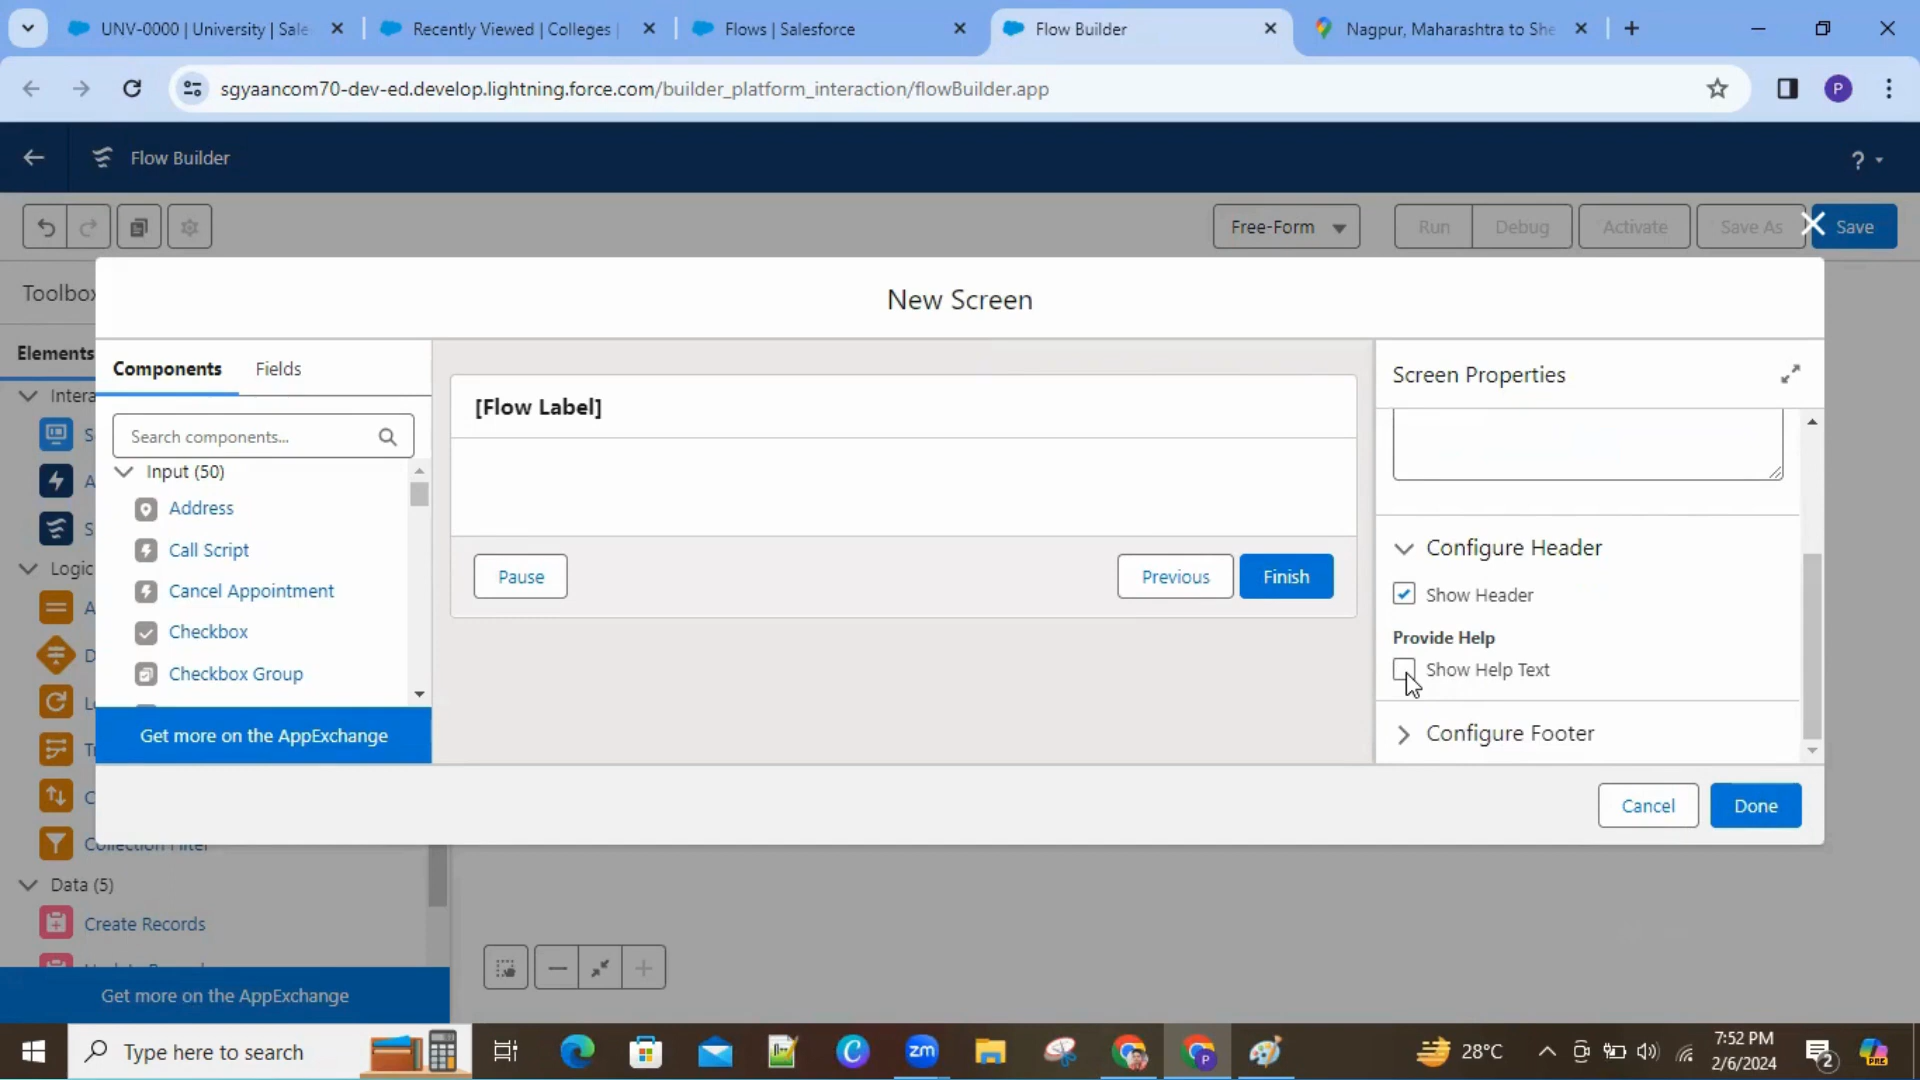 UNV-0000 | University | Sale
Recently Viewed | Colleges |
Flows | Salesforce
Flow Builder
Nagpur, Maharashtra to She
sgyaancom70-dev-ed.develop.lightning.force.com/builder_platform_interaction/flowBuilder.app
P
Flow Builder
?
Free-Form
Run
Debug
Activate
Save As
Save
Toolbox
New Screen
Elements
Components
Fields
Screen Properties
Intera
[Flow Label]
Search components...
Input (50)
Address
Call Script
Configure Header
Logic
Pause
Previous
Finish
Cancel Appointment
Show Header
Checkbox
Provide Help
Checkbox Group
Show Help Text
Get more on the AppExchange
Configure Footer
Cancel
Done
Collection Filter
Data (5)
Create Records
Get more on the AppExchange
Type here to search
zm
28°C
7:52 PM
2/6/2024
2